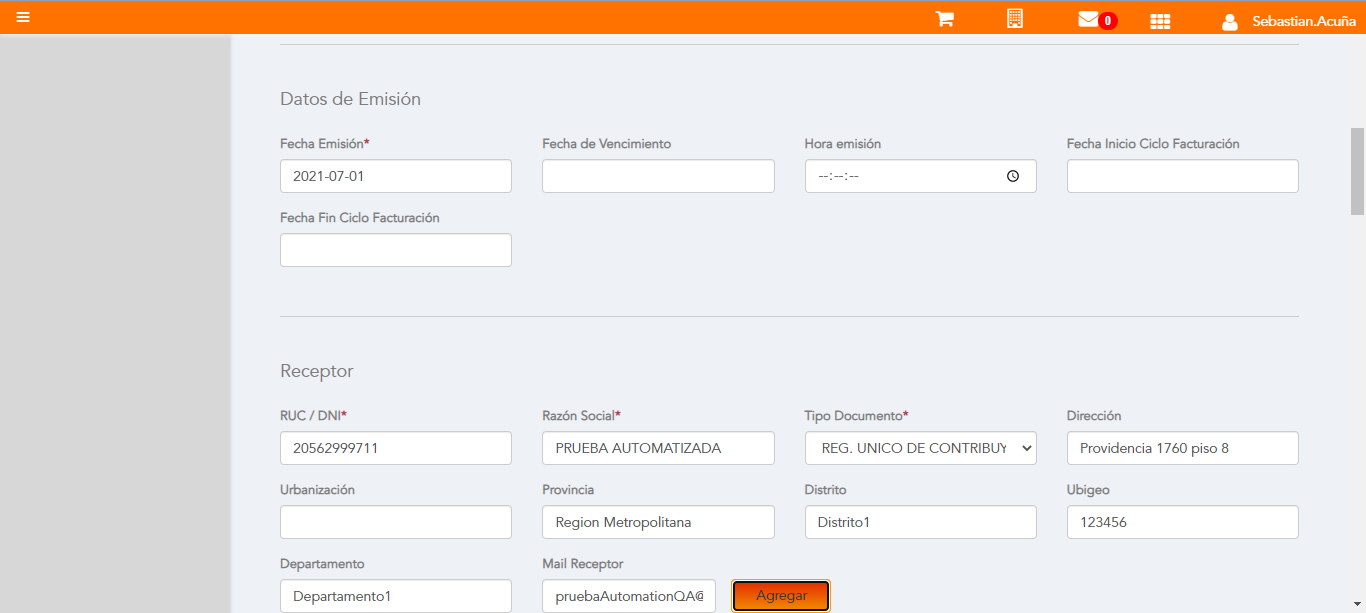 0 Sebastian.Acuña
Datos de Emisión
Fecha Emisión* Fecha de Vencimiento Hora emisión Fecha Inicio Ciclo Facturación
2021-07-01 --:--:--
Fecha Fin Ciclo Facturación
Receptor
RUC / DNI* Razón Social* Tipo Documento* Dirección
20562999711 PRUEBA AUTOMATIZADA REG. UNICO DE CONTRIBUY Providencia 1760 piso 8
Urbanización Provincia Distrito Ubigeo
Region Metropolitana Distrito1 123456
Departamento Mail Receptor
Departamento1 pruebaAutomationQA@ Agregar